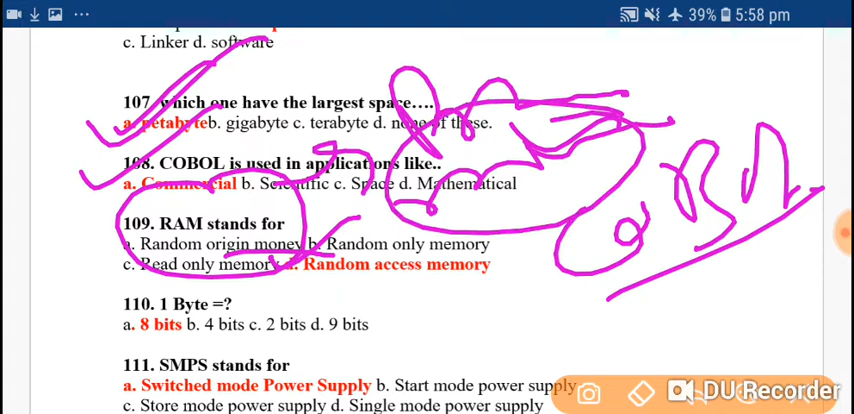 39% 5:58 pm
c. Linker d. software
107. which one have the largest space….
a. petabyteb. gigabyte c. terabyte d. none of these.
108. COBOL is used in applications like..
a. Commercial b. Scientific c. Space d. Mathematical
109. RAM stands for
a. Random origin money b. Random only memory
c. Read only memory d. Random access memory
110. 1 Byte =?
a. 8 bits b. 4 bits c. 2 bits d. 9 bits
111. SMPS stands for
a. Switched mode Power Supply b. Start mode power supply
c. Store mode power supply d. Single mode power supply
DU Recorder